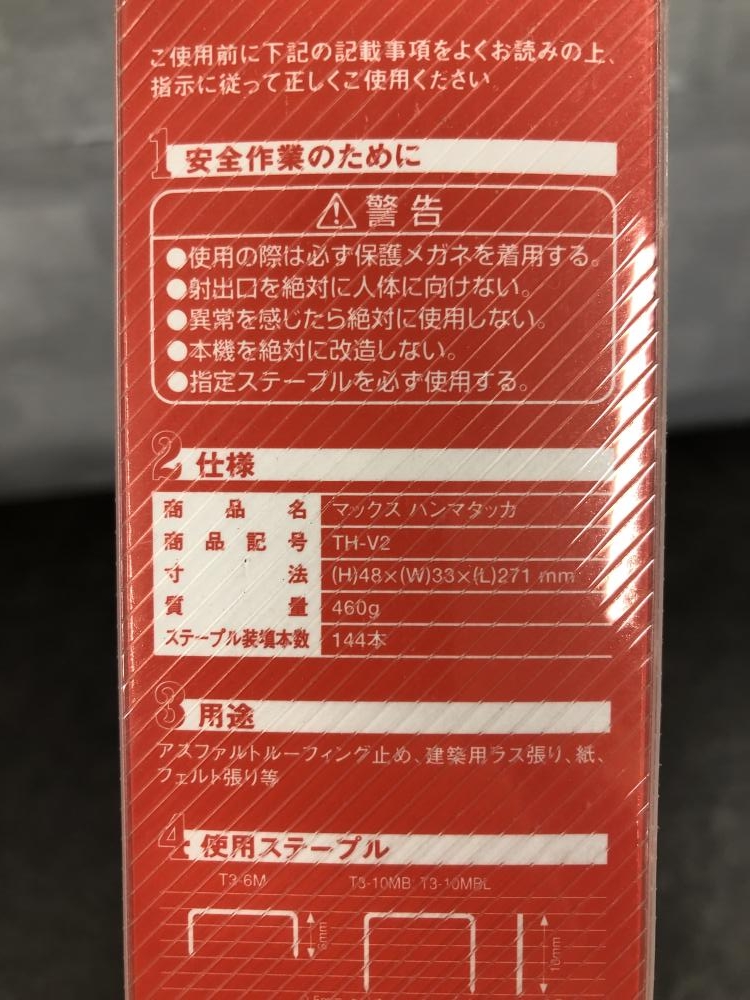 ご使用前に下記の記載事項をよくお読みの上、
指示に従って正しくご使用ください
1 安全作業のために
警告
●使用の際は必ず保護メガネを着用する。
●射出口を絶対に人体に向けない。
●異常を感じたら絶対に使用しない。
●本機を絶対に改造しない。
●指定ステープルを必ず使用する。
2 仕様
商品名 マックス ハンマタッカ
商品記号 TH-V2
寸法 (H)48×(W)33×(L)271 mm
質量 460g
ステープル装填本数 144本
3 用途
アスファルトルーフィング止め、建築用ラス張り、紙、
フェルト張り等
4 使用ステープル
T3-6M T3-10MB T3-10MBL
6mm 10mm